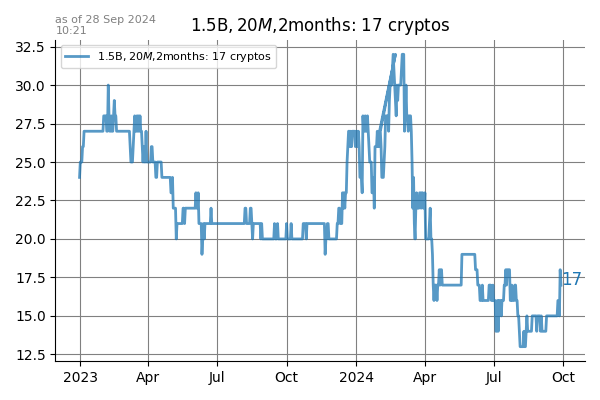 as of 28 Sep 2024
10:21
1.5B, 20M,2months: 17 cryptos
1.5B, 20M,2months: 17 cryptos
32.5
30.0
27.5
25.0
22.5
20.0
17.5
15.0
12.5
17
2023 Apr Jul Oct 2024 Apr Jul Oct